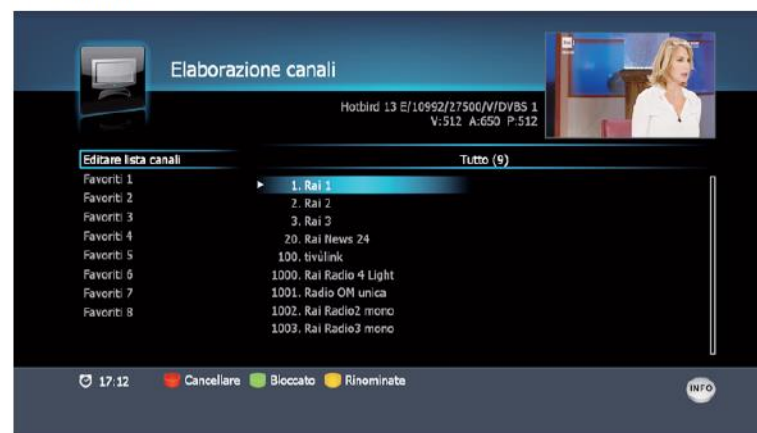 Elaborazione canali
Hotbird 13 E/10992/27500/V/DVBS 1
V:512 A:650 P:512
Editare lista canali
Tutto (9)
Favoriti 1
Favoriti 2
Favoriti 3
Favoriti 4
Favoriti 5
Favoriti 6
Favoriti 7
Favoriti 8
1. Rai 1
2. Rai 2
3. Rai 3
20. Rai News 24
100. tivùlink
1000. Rai Radio 4 Light
1001. Radio OM unica
1002. Rai Radio2 mono
1003. Rai Radio3 mono
17:12 Cancellare Bloccato Rinominate INFO